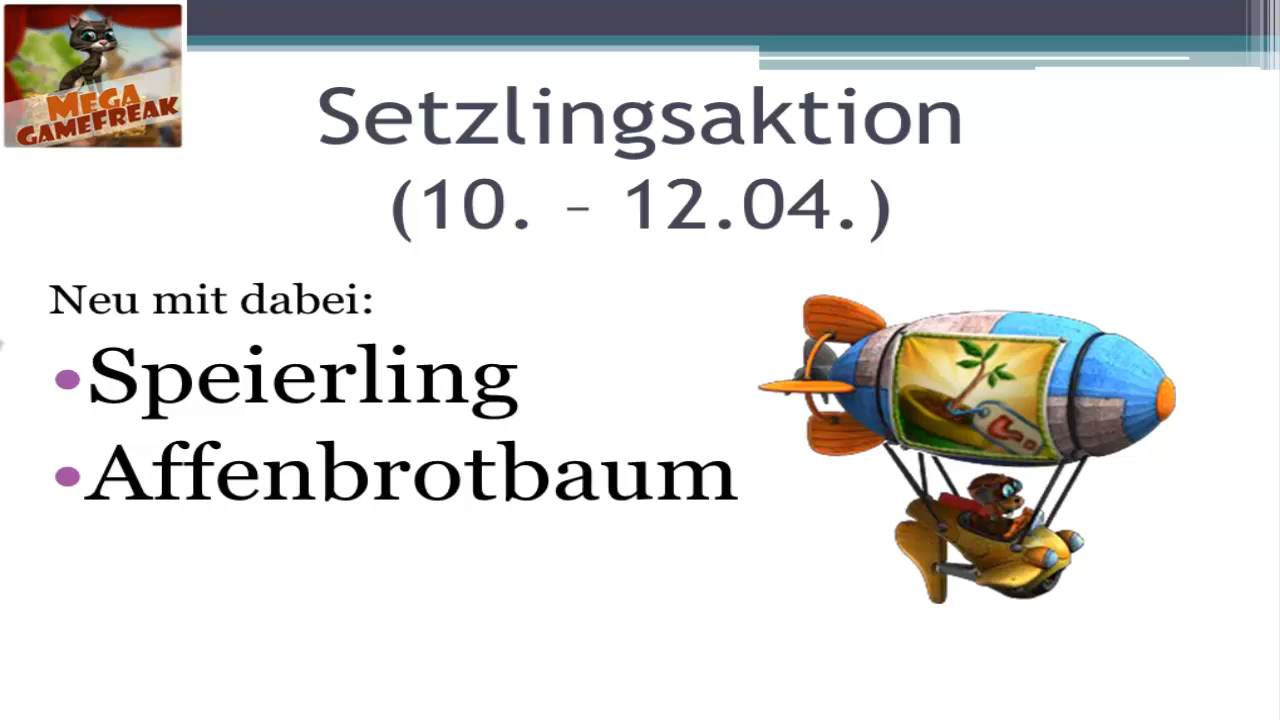 MEGA
GAMEFREAK
Setzlingsaktion
(10. – 12.04.)
Neu mit dabei:
•Speierling
•Affenbrotbaum